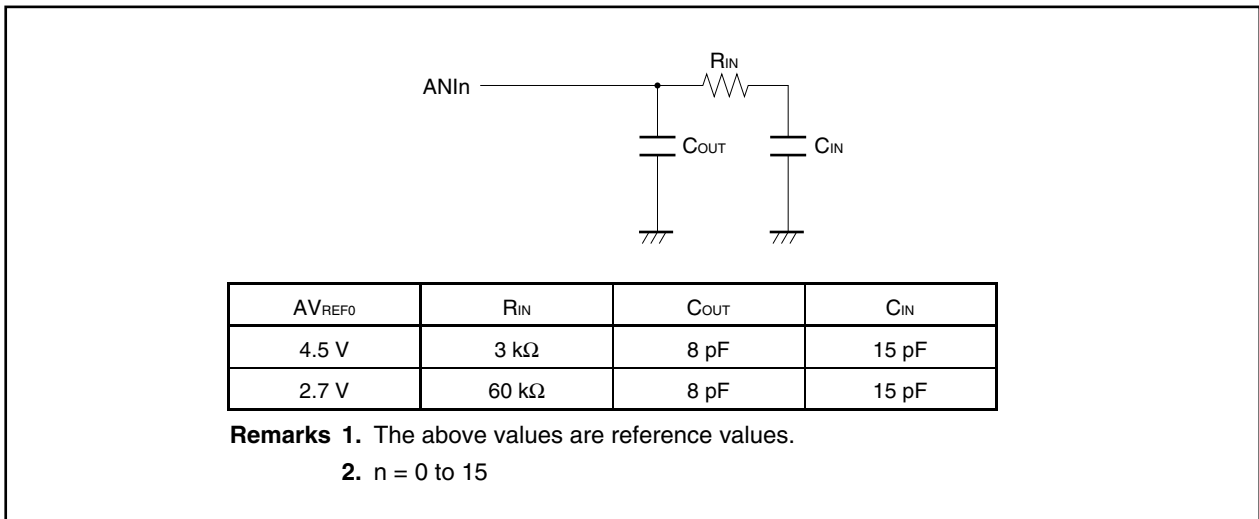 ANIn
RIN
COUT
CIN
AVREF0 RIN COUT CIN
4.5 V 3 kΩ 8 pF 15 pF
2.7 V 60 kΩ 8 pF 15 pF
Remarks 1. The above values are reference values.
2. n = 0 to 15